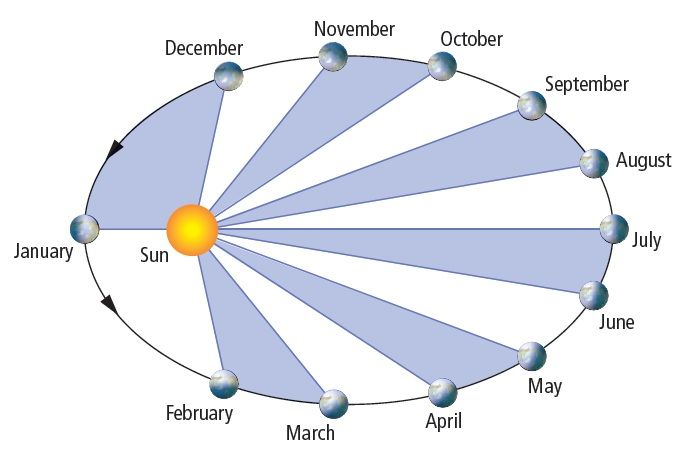 November
October
December
September
August
January
Sun
July
June
May
February
April
March